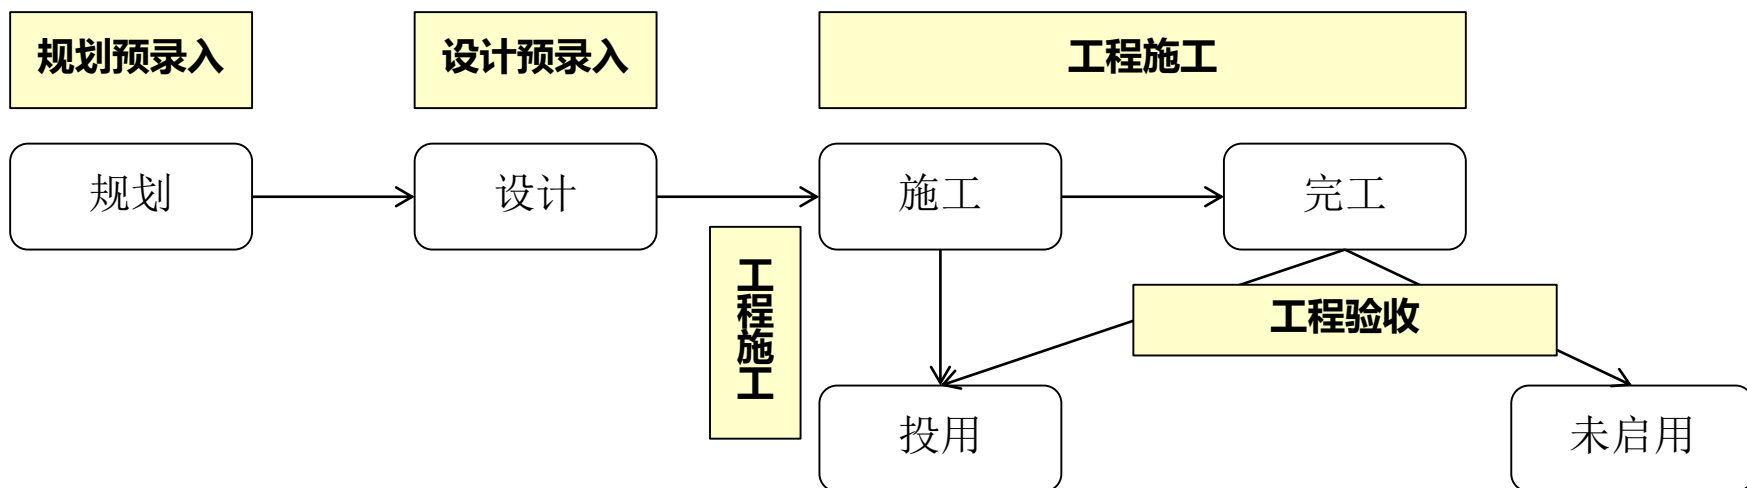 规划预录入
设计预录入
工程施工
规划
设计
施工
完工
工程施工
工程验收
投用
未启用